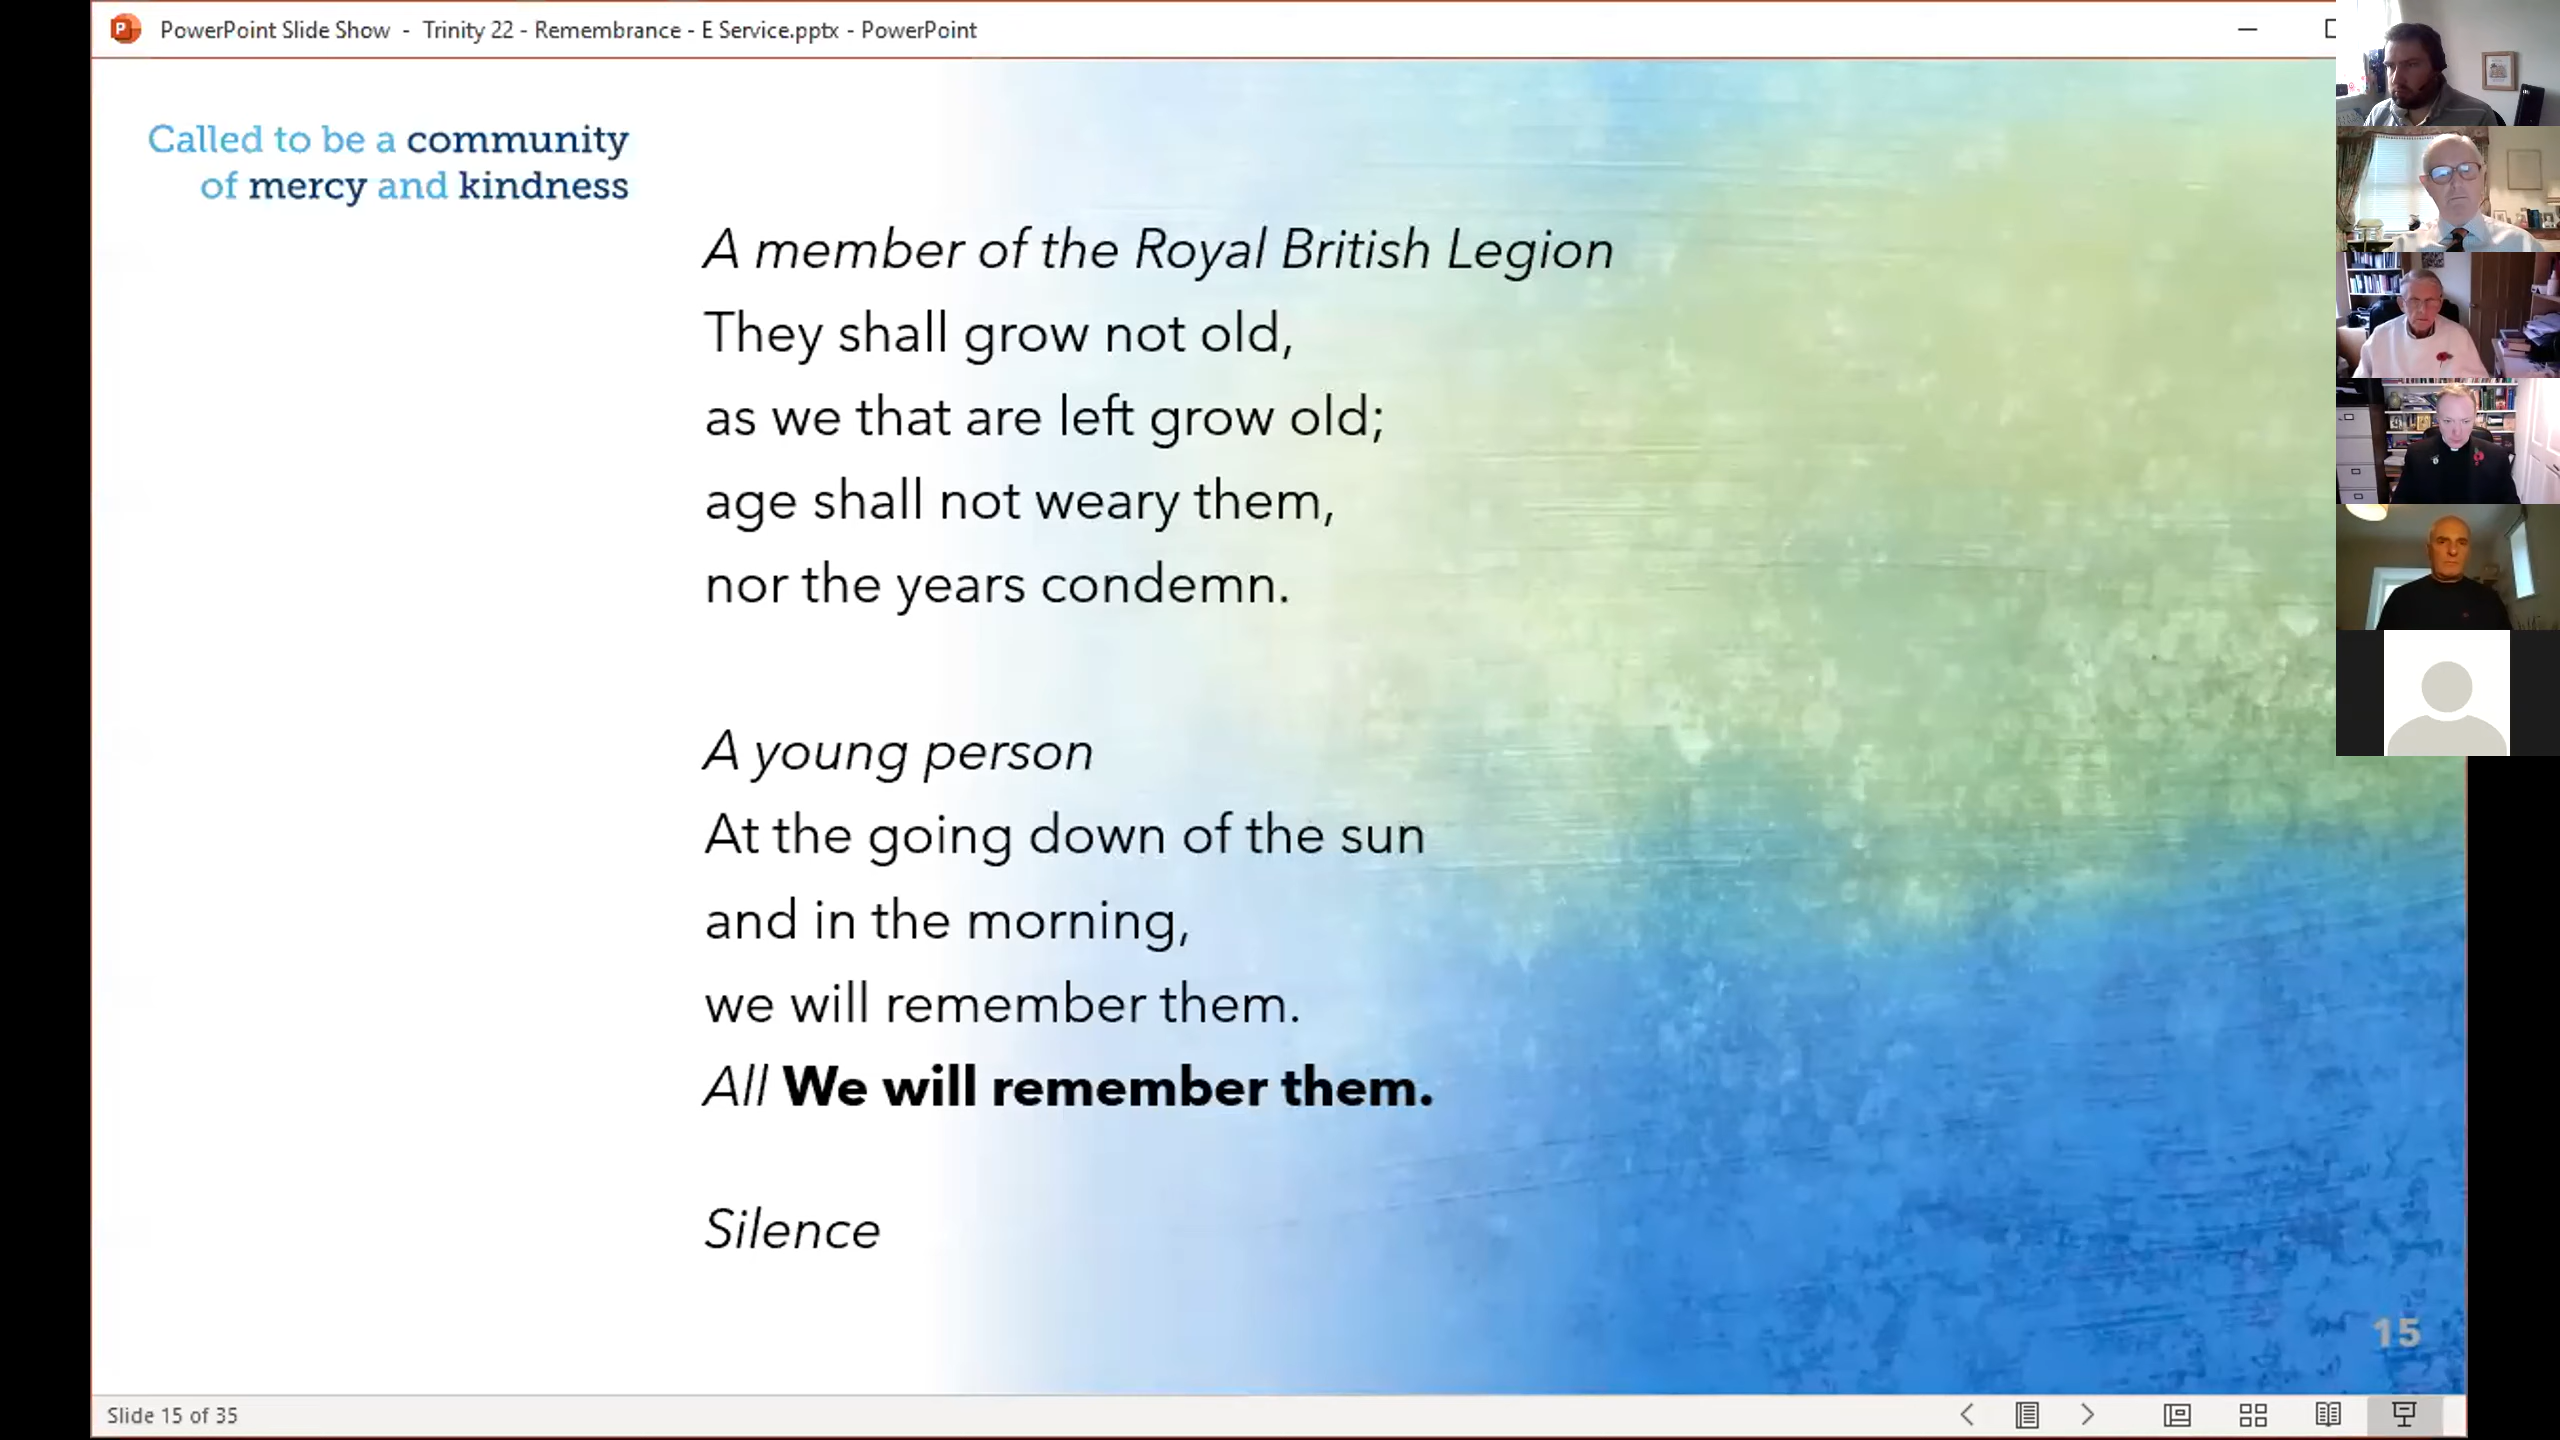 PowerPoint Slide Show - Trinity 22 - Remembrance - E Service.pptx - PowerPoint
Called to be a community
of mercy and kindness
A member of the Royal British Legion
They shall grow not old,
as we that are left grow old;
age shall not weary them,
nor the years condemn.
A young person
At the going down of the sun
and in the morning,
we will remember them.
All We will remember them.
Silence
15
Slide 15 of 35